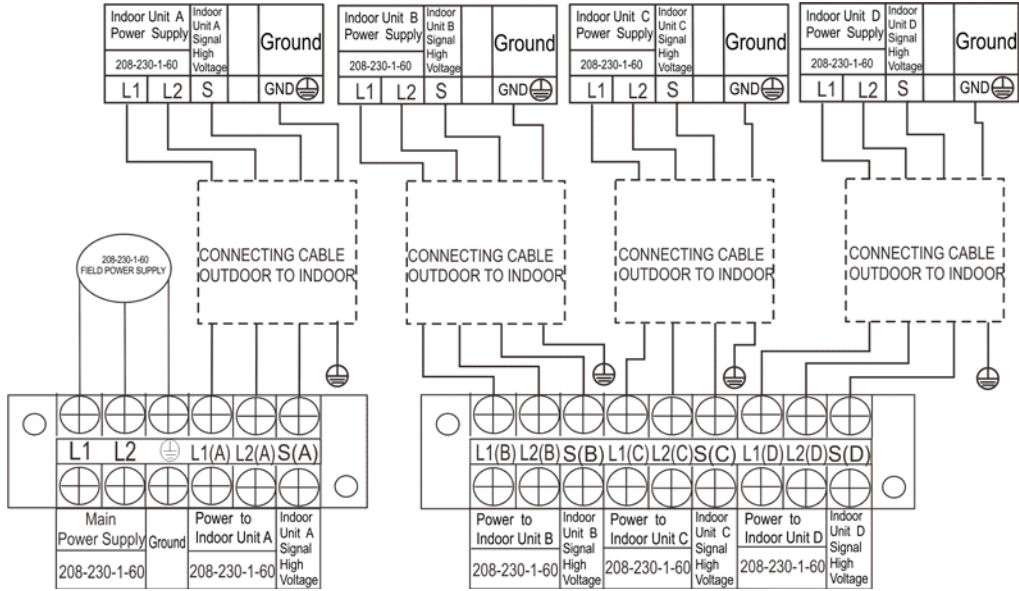 Indoor Unit A
Power Supply
208-230-1-60
L1 L2 S GND
Indoor
Unit A
Signal
High
Voltage
Ground
Indoor Unit B
Power Supply
208-230-1-60
L1 L2 S GND
Indoor
Unit B
Signal
High
Voltage
Ground
Indoor Unit C
Power Supply
208-230-1-60
L1 L2 S GND
Indoor
Unit C
Signal
High
Voltage
Ground
Indoor Unit D
Power Supply
208-230-1-60
L1 L2 S GND
Indoor
Unit D
Signal
High
Voltage
Ground
208-230-1-60
FIELD POWER SUPPLY
CONNECTING CABLE
OUTDOOR TO INDOOR
CONNECTING CABLE
OUTDOOR TO INDOOR
CONNECTING CABLE
OUTDOOR TO INDOOR
CONNECTING CABLE
OUTDOOR TO INDOOR
L1 L2 L1(A) L2(A) S(A)
Main
Power Supply
208-230-1-60
Ground
Power to
Indoor Unit A
208-230-1-60
Indoor
Unit A
Signal
High
Voltage
L1(B) L2(B) S(B) L1(C) L2(C) S(C) L1(D) L2(D) S(D)
Power to
Indoor Unit B
208-230-1-60
Indoor
Unit B
Signal
High
Voltage
Power to
Indoor Unit C
208-230-1-60
Indoor
Unit C
Signal
High
Voltage
Power to
Indoor Unit D
208-230-1-60
Indoor
Unit D
Signal
High
Voltage